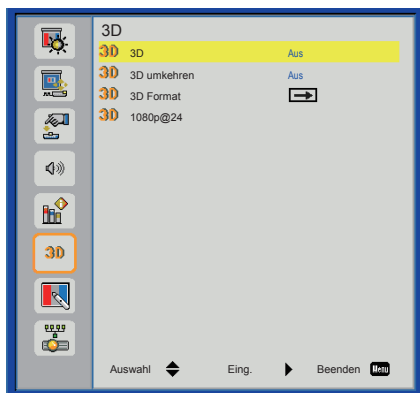 3D
3D 3D Aus
3D 3D umkehren Aus
3D 3D Format
3D 1080p@24
3D
Auswahl Eing. Beenden Menu